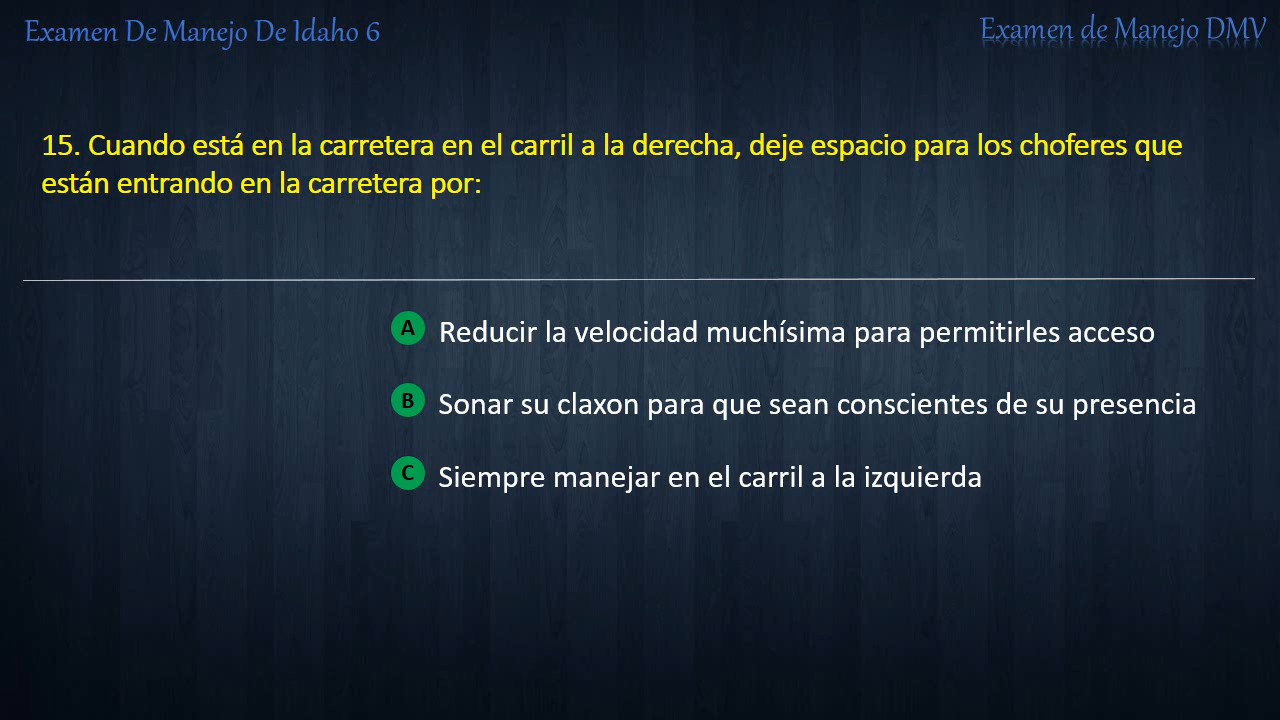 Examen De Manejo De Idaho 6
Examen de Manejo DMV
15. Cuando está en la carretera en el carril a la derecha, deje espacio para los choferes que
están entrando en la carretera por:
A Reducir la velocidad muchísima para permitirles acceso
B Sonar su claxon para que sean conscientes de su presencia
C Siempre manejar en el carril a la izquierda